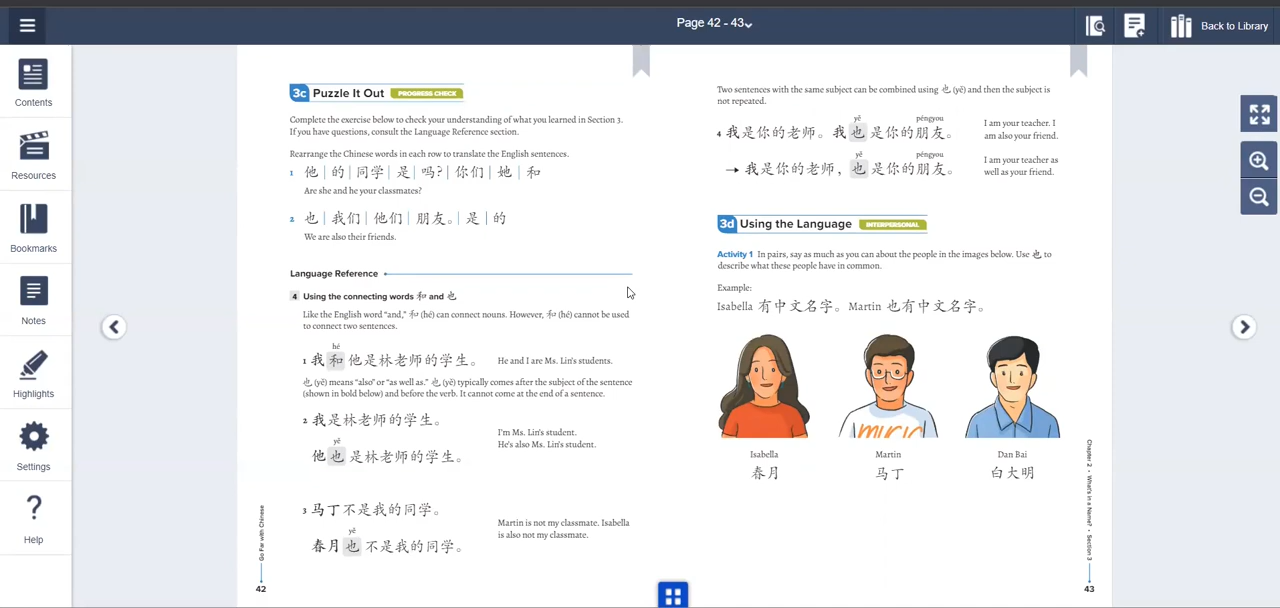 Page 42 - 43
Back to Library
Contents
Resources
Bookmarks
Notes
Highlights
Settings
?
Help
3c Puzzle It Out PROGRESS CHECK
Complete the exercise below to check your understanding of what you learned in Section 3.
If you have questions, consult the Language Reference section.
Rearrange the Chinese words in each row to translate the English sentences.
1 他 | 的 | 同学 | 是 | 吗? | 你们 | 她 | 和
Are she and he your classmates?
2 也 | 我们 | 他们 | 朋友。 | 是 | 的
We are also their friends.
Language Reference
4 Using the connecting words 和 and 也
Like the English word “and,” 和 (hé) can connect nouns. However, 和 (hé) cannot be used
to connect two sentences.
hé
1 我和他是林老师的学生。 He and I are Ms. Lin's students.
也 (yě) means “also” or “as well as.” 也 (yě) typically comes after the subject of the sentence
(shown in bold below) and before the verb. It cannot come at the end of a sentence.
2 我是林老师的学生。 I'm Ms. Lin's student.
yě
他也是林老师的学生。 He's also Ms. Lin's student.
3 马丁不是我的同学。 Martin is not my classmate. Isabella
yě
春月也不是我的同学。 is also not my classmate.
Go Far with Chinese
42
Two sentences with the same subject can be combined using 也 (yě) and then the subject is
not repeated.
yě péngyou
4 我是你的老师。我也是你的朋友。 I am your teacher. I
am also your friend.
yě péngyou
→ 我是你的老师,也是你的朋友。 I am your teacher as
well as your friend.
3d Using the Language INTERPERSONAL
Activity 1 In pairs, say as much as you can about the people in the images below. Use 也 to
describe what these people have in common.
Example:
Isabella 有中文名字。Martin 也有中文名字。
music
Isabella Martin Dan Bai
春月 马丁 白大明
Chapter 2 • What's in a Name? • Section 3
43